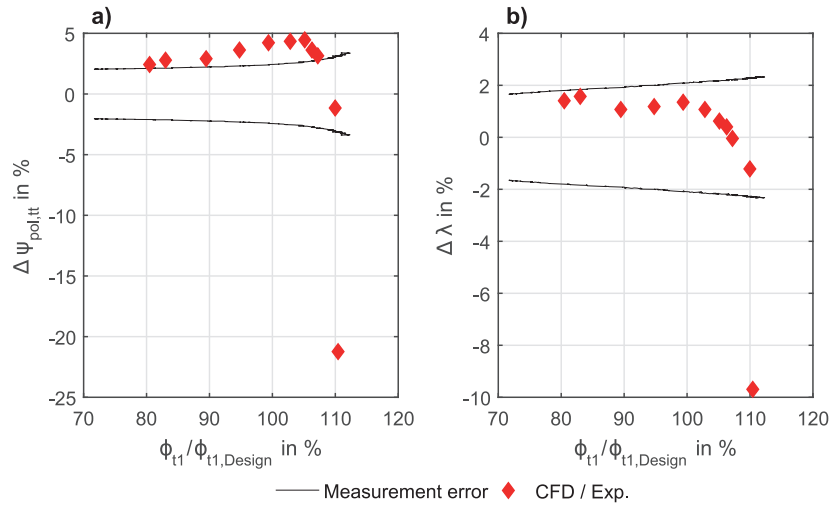 a)
5
0
-5
-10
-15
-20
-25
Δ ψpol,tt in %
70 80 90 100 110 120
ϕt1/ϕt1,Design in %
b)
4
2
0
-2
-4
-6
-8
-10
Δ λ in %
70 80 90 100 110 120
ϕt1/ϕt1,Design in %
Measurement error CFD / Exp.